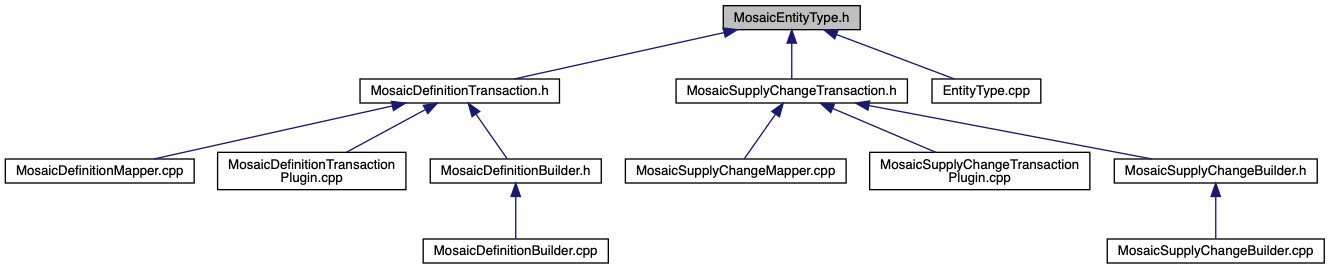 MosaicEntityType.h
MosaicDefinitionTransaction.h
MosaicSupplyChangeTransaction.h
EntityType.cpp
MosaicDefinitionMapper.cpp
MosaicDefinitionTransaction
Plugin.cpp
MosaicDefinitionBuilder.h
MosaicSupplyChangeMapper.cpp
MosaicSupplyChangeTransaction
Plugin.cpp
MosaicSupplyChangeBuilder.h
MosaicDefinitionBuilder.cpp
MosaicSupplyChangeBuilder.cpp